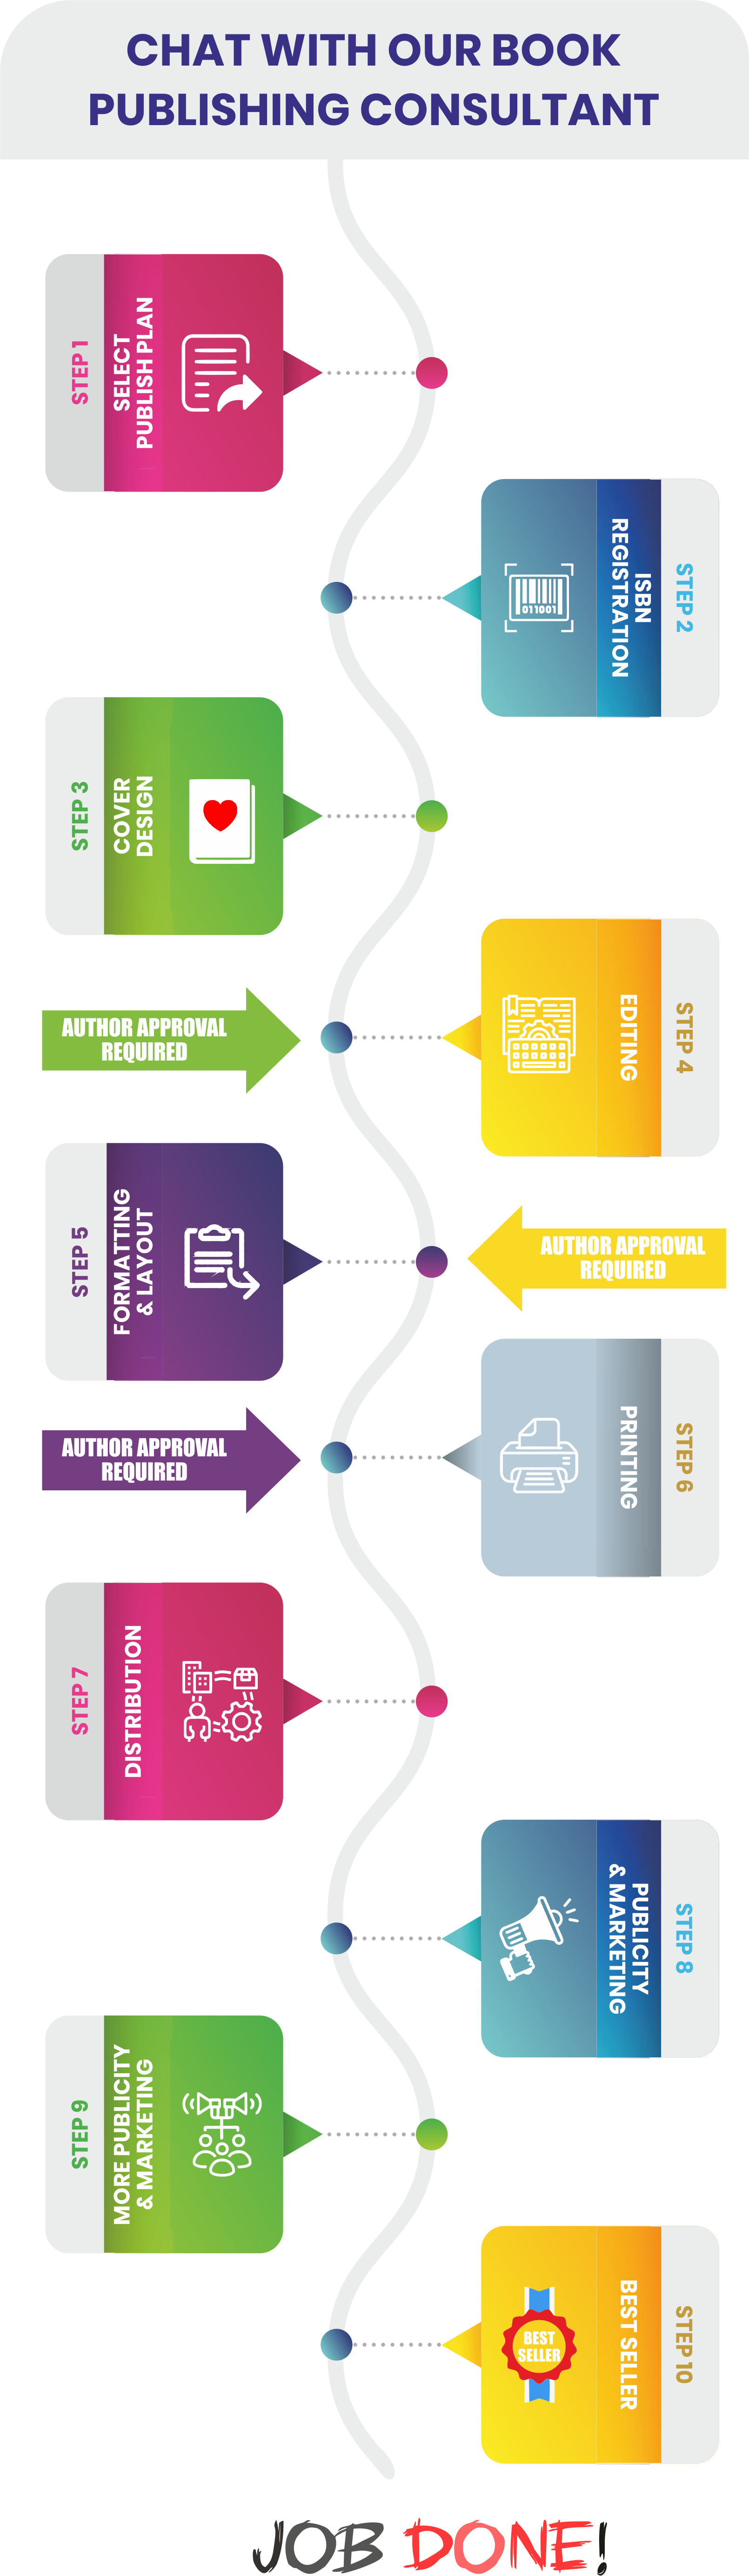 CHAT WITH OUR BOOK
PUBLISHING CONSULTANT
STEP 1
SELECT
PUBLISH PLAN
STEP 2
ISBN
REGISTRATION
011001
STEP 3
COVER
DESIGN
STEP 4
EDITING
AUTHOR APPROVAL
REQUIRED
STEP 5
FORMATTING
& LAYOUT
AUTHOR APPROVAL
REQUIRED
STEP 6
PRINTING
AUTHOR APPROVAL
REQUIRED
STEP 7
DISTRIBUTION
STEP 8
PUBLICITY
& MARKETING
STEP 9
MORE PUBLICITY
& MARKETING
STEP 10
BEST SELLER
BEST
SELLER
JOB DONE!